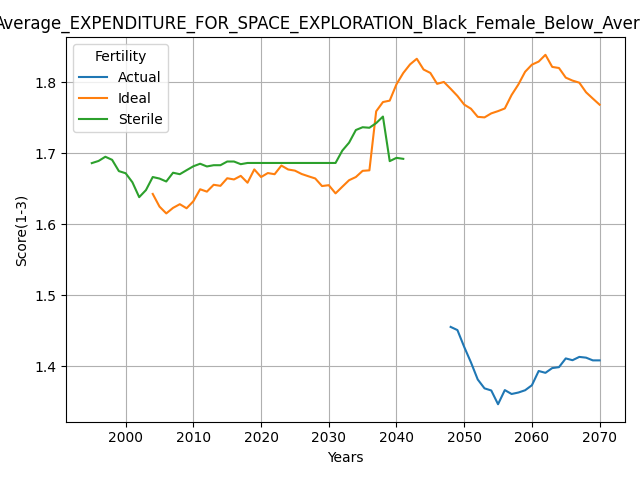 Average_EXPENDITURE_FOR_SPACE_EXPLORATION_Black_Female_Below_Aver
Fertility
Actual
Ideal
Sterile
Score(1-3)
1.8
1.7
1.6
1.5
1.4
2000 2010 2020 2030 2040 2050 2060 2070
Years